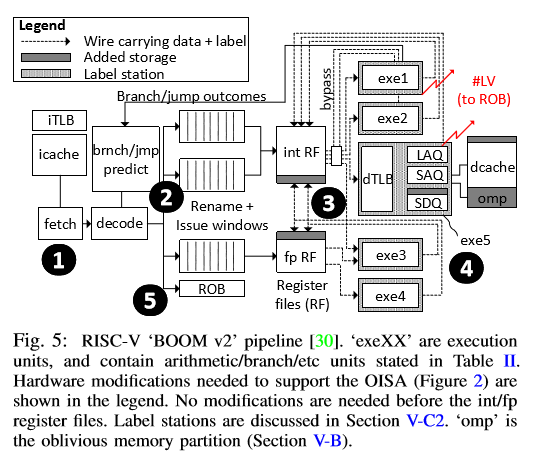 Legend
Wire carrying data + label
Added storage
Label station
Branch/jump outcomes
bypass
exe1
#LV
(to ROB)
iTLB
icache
brnch/jmp
predict
int RF
exe2
dTLB
LAQ
SAQ
SDQ
dcache
omp
2
Rename +
Issue windows
3
fetch
decode
1
exe5
4
fp RF
exe3
5
ROB
Register
files (RF)
exe4
Fig. 5: RISC-V ‘BOOM v2’ pipeline [30]. ‘exeXX’ are execution
units, and contain arithmetic/branch/etc units stated in Table II.
Hardware modifications needed to support the OISA (Figure 2) are
shown in the legend. No modifications are needed before the int/fp
register files. Label stations are discussed in Section V-C2. ‘omp’ is
the oblivious memory partition (Section V-B).